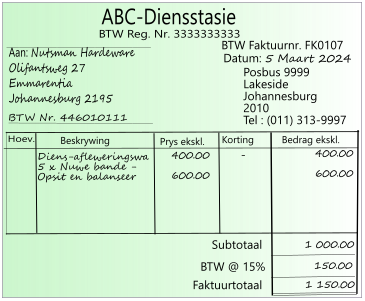 ABC-Diensstasie
BTW Reg. Nr. 3333333333
Aan: Nutsman Hardeware
Olifantsweg 27
Emmarentia
Johannesburg 2195
BTW Nr. 446010111
BTW Faktuurnr. FK0107
Datum: 5 Maart 2024
Posbus 9999
Lakeside
Johannesburg
2010
Tel : (011) 313-9997
Hoev. Beskrywing Prys ekskl. Korting Bedrag ekskl.
Diens-afleweringswa 400.00 - 400.00
5 x Nuwe bande -
Opsit en balanseer 600.00 600.00
Subtotaal 1 000.00
BTW @ 15% 150.00
Faktuurtotaal 1 150.00